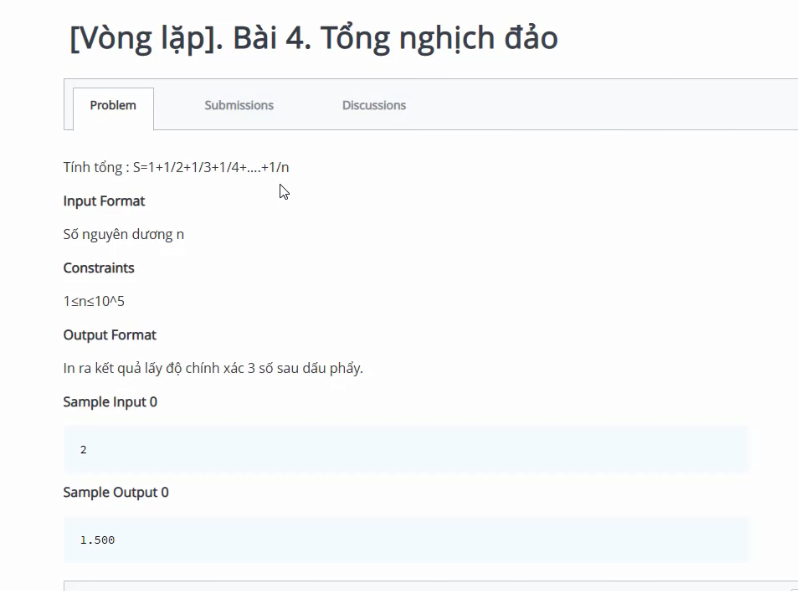 [Vòng lặp]. Bài 4. Tổng nghịch đảo
Problem
Submissions
Discussions
Tính tổng : S=1+1/2+1/3+1/4+....+1/n
Input Format
Số nguyên dương n
Constraints
1≤n≤10^5
Output Format
In ra kết quả lấy độ chính xác 3 số sau dấu phẩy.
Sample Input 0
2
Sample Output 0
1.500